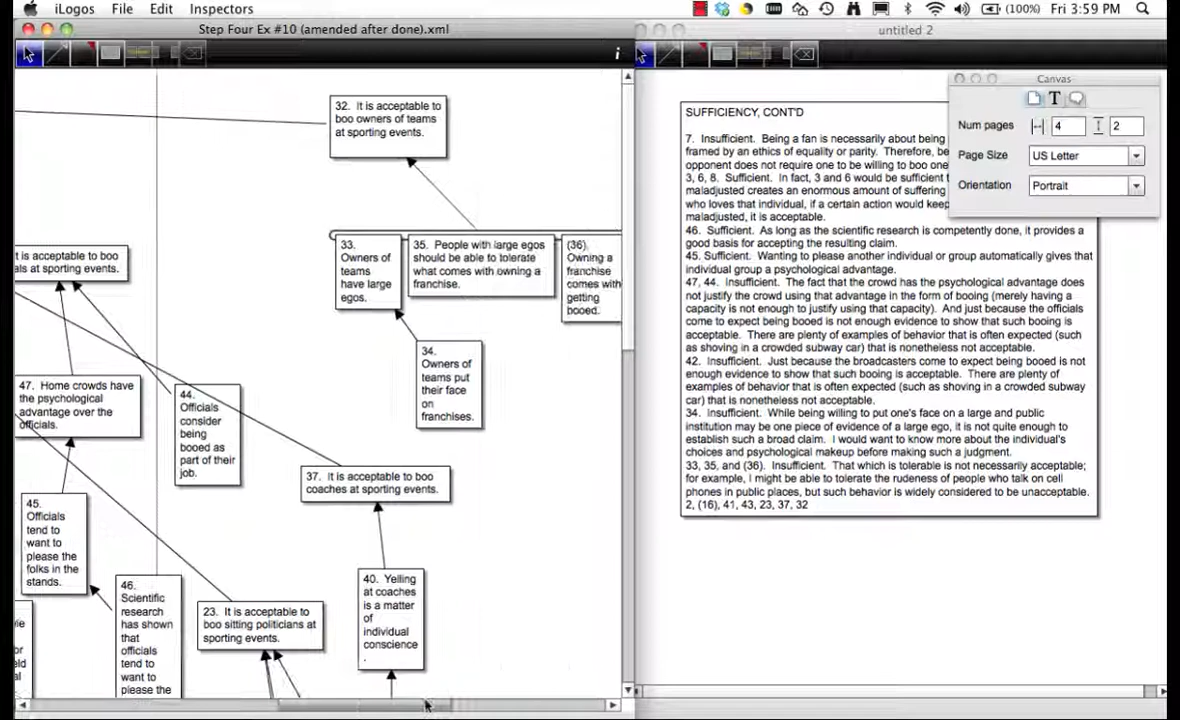 iLogos File Edit Inspectors
(100%) Fri 3:59 PM
Step Four Ex #10 (amended after done).xml
untitled 2
i
32. It is acceptable to
boo owners of teams
at sporting events.
t is acceptable to boo
als at sporting events.
33.
Owners of
teams
have large
egos.
35. People with large egos
should be able to tolerate
what comes with owning a
franchise.
(36).
Owning a
franchise
comes with
getting
booed.
34.
Owners of
teams put
their face
on
franchises.
47. Home crowds have
the psychological
advantage over the
officials.
44.
Officials
consider
being
booed as
part of their
job.
37. It is acceptable to boo
coaches at sporting events.
45.
Officials
tend to
want to
please the
folks in the
stands.
46.
Scientific
research
has shown
that
officials
tend to
want to
please the
23. It is acceptable to
boo sitting politicians at
sporting events.
40. Yelling
at coaches
is a matter
of
individual
conscience
.
SUFFICIENCY, CONT'D
7. Insufficient. Being a fan is necessarily about being
framed by an ethics of equality or parity. Therefore, be
opponent does not require one to be willing to boo one
3, 6, 8. Sufficient. In fact, 3 and 6 would be sufficient t
maladjusted creates an enormous amount of suffering
who loves that individual, if a certain action would keep
maladjusted, it is acceptable.
46. Sufficient. As long as the scientific research is competently done, it provides a
good basis for accepting the resulting claim.
45. Sufficient. Wanting to please another individual or group automatically gives that
individual group a psychological advantage.
47, 44. Insufficient. The fact that the crowd has the psychological advantage does
not justify the crowd using that advantage in the form of booing (merely having a
capacity is not enough to justify using that capacity). And just because the officials
come to expect being booed is not enough evidence to show that such booing is
acceptable. There are plenty of examples of behavior that is often expected (such
as shoving in a crowded subway car) that is nonetheless not acceptable.
42. Insufficient. Just because the broadcasters come to expect being booed is not
enough evidence to show that such booing is acceptable. There are plenty of
examples of behavior that is often expected (such as shoving in a crowded subway
car) that is nonetheless not acceptable.
34. Insufficient. While being willing to put one's face on a large and public
institution may be one piece of evidence of a large ego, it is not quite enough to
establish such a broad claim. I would want to know more about the individual's
choices and psychological makeup before making such a judgment.
33, 35, and (36). Insufficient. That which is tolerable is not necessarily acceptable;
for example, I might be able to tolerate the rudeness of people who talk on cell
phones in public places, but such behavior is widely considered to be unacceptable.
2, (16), 41, 43, 23, 37, 32
Canvas
T
Num pages 4 2
Page Size US Letter
Orientation Portrait